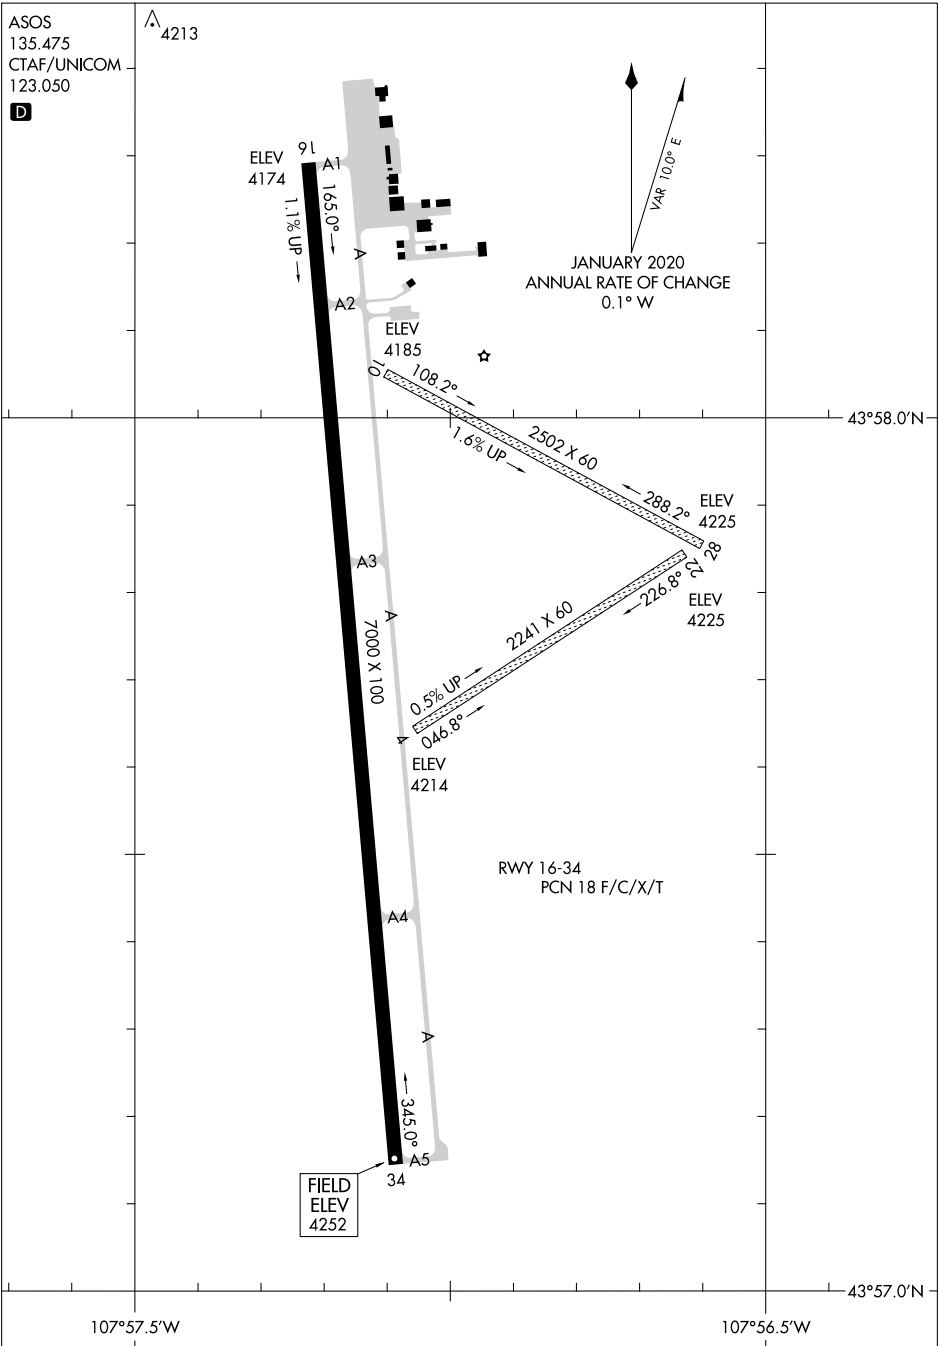 ASOS
135.475
CTAF/UNICOM
123.050
D
4213
ELEV
4174
16
A1
1.1% UP
165.0°
A
A2
VAR 10.0° E
JANUARY 2020
ANNUAL RATE OF CHANGE
0.1° W
ELEV
4185
10
108.2°
1.6% UP
2502 X 60
288.2°
ELEV
4225
28
43°58.0'N
A3
A
7000 X 100
22
226.8°
ELEV
4225
2241 X 60
0.5% UP
046.8°
4
ELEV
4214
RWY 16-34
PCN 18 F/C/X/T
A4
A
345.0°
A5
34
FIELD
ELEV
4252
43°57.0'N
107°57.5'W
107°56.5'W